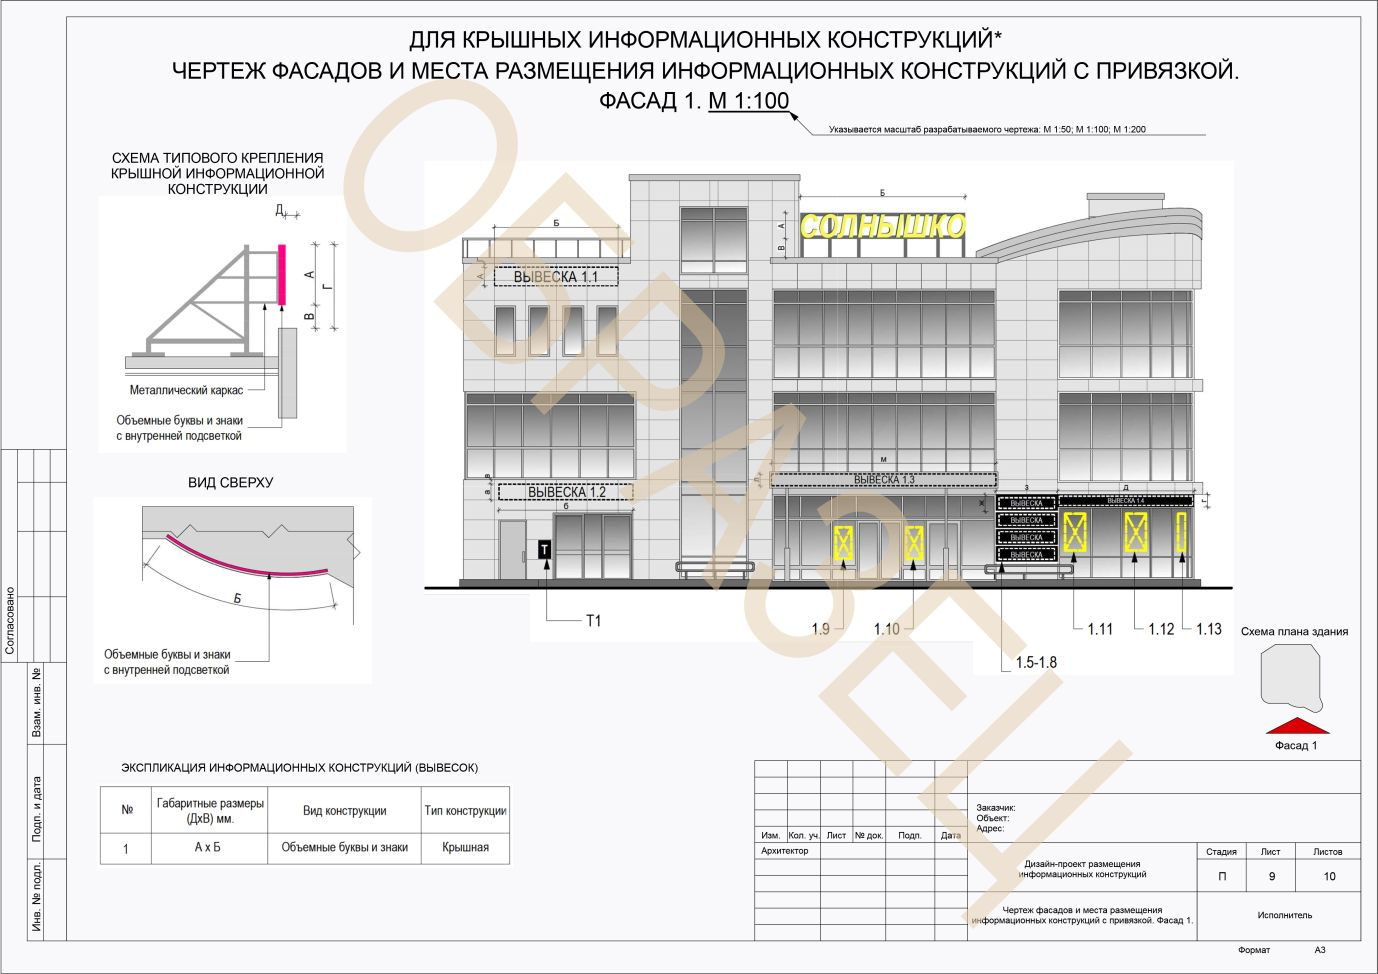 ДЛЯ КРЫШНЫХ ИНФОРМАЦИОННЫХ КОНСТРУКЦИЙ*
ЧЕРТЕЖ ФАСАДОВ И МЕСТА РАЗМЕЩЕНИЯ ИНФОРМАЦИОННЫХ КОНСТРУКЦИЙ С ПРИВЯЗКОЙ.
ФАСАД 1. М 1:100
Указывается масштаб разрабатываемого чертежа: М 1:50; М 1:100; М 1:200
СХЕМА ТИПОВОГО КРЕПЛЕНИЯ
КРЫШНОЙ ИНФОРМАЦИОННОЙ
КОНСТРУКЦИИ
Д
А
Г
В
Металлический каркас
Объемные буквы и знаки
с внутренней подсветкой
ВИД СВЕРХУ
Б
Объемные буквы и знаки
с внутренней подсветкой
Б
А
ВЫВЕСКА 1.1
Б
А
В
СОЛНЫШКО
в
а
ВЫВЕСКА 1.2
б
м
л
ВЫВЕСКА 1.3
з
ж
д
г
ВЫВЕСКА
ВЫВЕСКА
ВЫВЕСКА
ВЫВЕСКА
ВЫВЕСКА 1.4
Т
Т1
1.9
1.10
1.5-1.8
1.11
1.12
1.13
ОБРАЗЕЦ
Схема плана здания
Фасад 1
ЭКСПЛИКАЦИЯ ИНФОРМАЦИОННЫХ КОНСТРУКЦИЙ (ВЫВЕСОК)
№ Габаритные размеры (ДхВ) мм. Вид конструкции Тип конструкции
1 А х Б Объемные буквы и знаки Крышная
Согласовано
Взам. инв. №
Подп. и дата
Инв. № подл.
Изм. Кол. уч. Лист № док. Подп. Дата
Архитектор
Заказчик:
Объект:
Адрес:
Дизайн-проект размещения
информационных конструкций
Стадия Лист Листов
П 9 10
Чертеж фасадов и места размещения
информационных конструкций с привязкой. Фасад 1.
Исполнитель
Формат А3